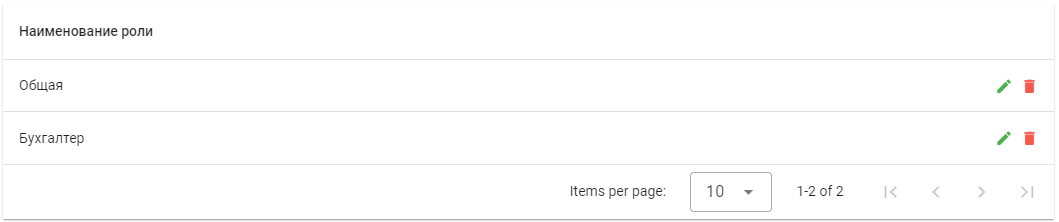 Наименование роли
Общая
Бухгалтер
Items per page: 10 1-2 of 2